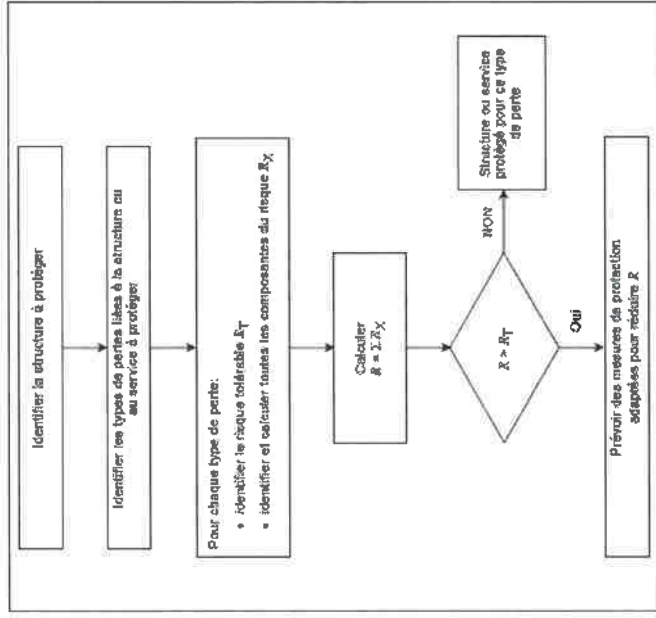 Identifier la structure à protéger
Identifier les types de pertes liées à la structure ou
au service à protéger
Pour chaque type de perte:
• identifier le risque tolérable R_T
• identifier et calculer toutes les composantes du risque R_X
Calculer
R = Σ R_X
R > R_T
NON
Structure ou service
protégé pour ce type
de perte
Oui
Prévoir des mesures de protection
adaptées pour réduire R